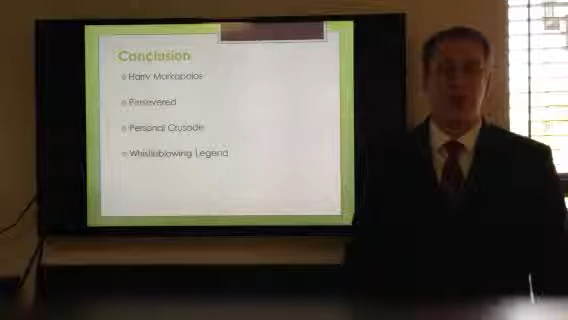 Conclusion
Harry Markopolos
Persevered
Personal Crusade
Whistleblowing Legend